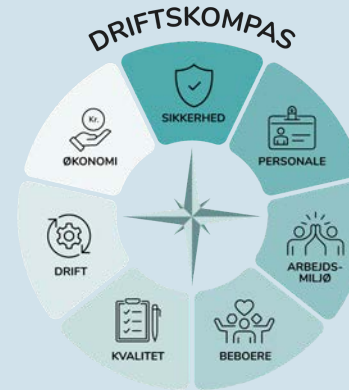 DRIFTSKOMPAS
SIKKERHED
PERSONALE
ARBEJDS-
MILJØ
BEBOERE
KVALITET
DRIFT
Kr.
ØKONOMI